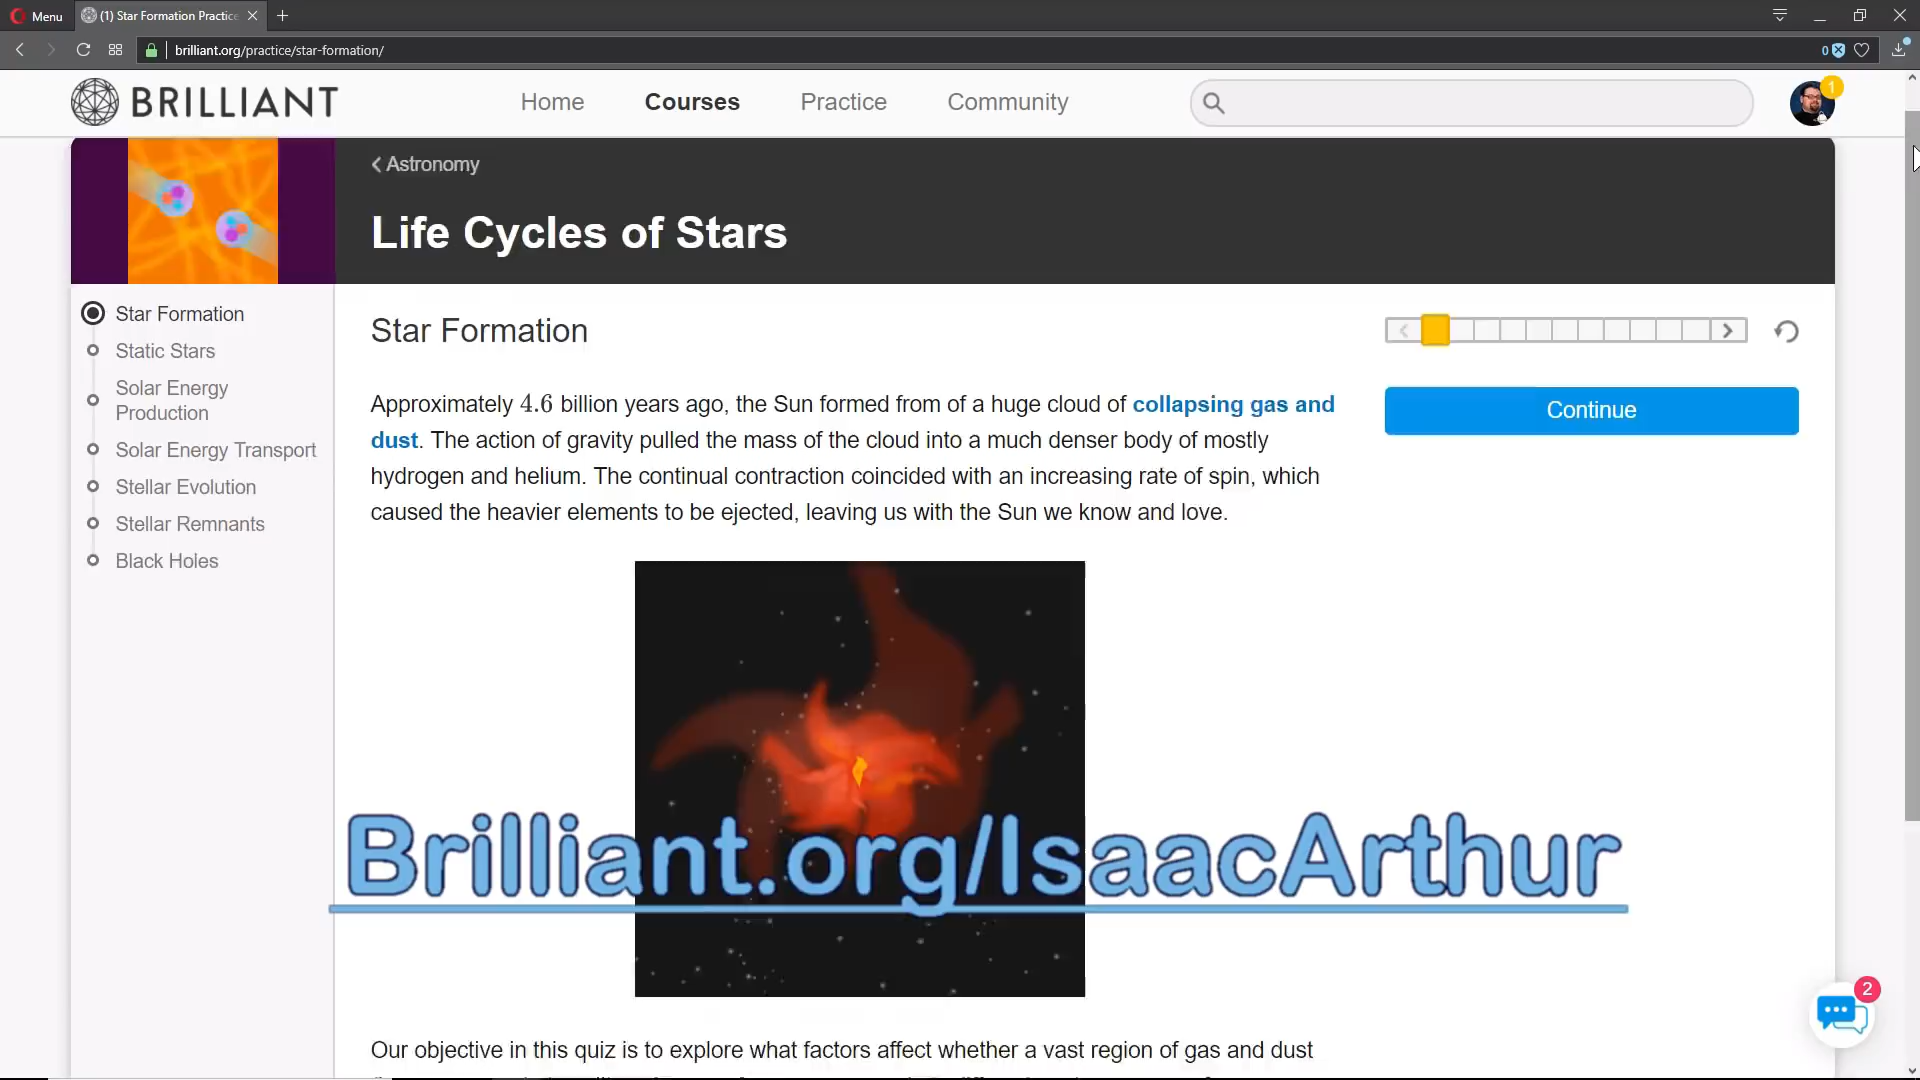 Menu
(1) Star Formation Practice
brilliant.org/practice/star-formation/
0
BRILLIANT
Home
Courses
Practice
Community
1
Astronomy
Life Cycles of Stars
Star Formation
Static Stars
Solar Energy
Production
Solar Energy Transport
Stellar Evolution
Stellar Remnants
Black Holes
Star Formation
Continue
Approximately 4.6 billion years ago, the Sun formed from of a huge cloud of collapsing gas and
dust. The action of gravity pulled the mass of the cloud into a much denser body of mostly
hydrogen and helium. The continual contraction coincided with an increasing rate of spin, which
caused the heavier elements to be ejected, leaving us with the Sun we know and love.
Brilliant.org/IsaacArthur
2
Our objective in this quiz is to explore what factors affect whether a vast region of gas and dust